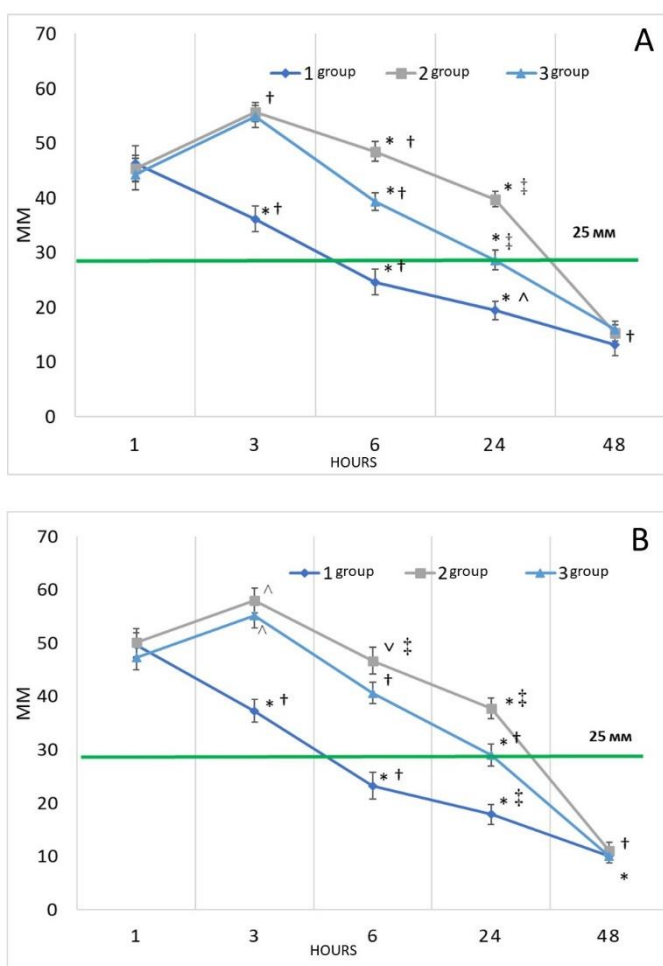 A
70
1 group 2 group 3 group
60
†
50
* †
40
* ‡
* †
* †
MM
* ‡
25 мм
30
* †
* ^
20
†
10
0
1 3 6 24 48
HOURS
B
70
1 group 2 group 3 group
60
^
^
50
v ‡
†
40
* ‡
* †
MM
* †
25 мм
30
* †
* ‡
20
†
10
*
0
1 3 6 24 48
HOURS